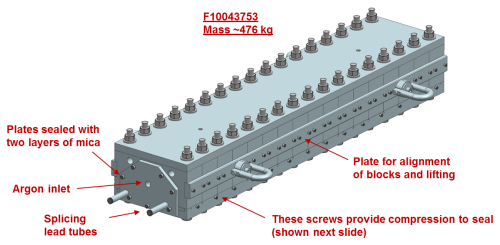 F10043753
Mass ~476 kg
Plates sealed with
two layers of mica
Argon inlet
Splicing
lead tubes
Plate for alignment
of blocks and lifting
These screws provide compression to seal
(shown next slide)